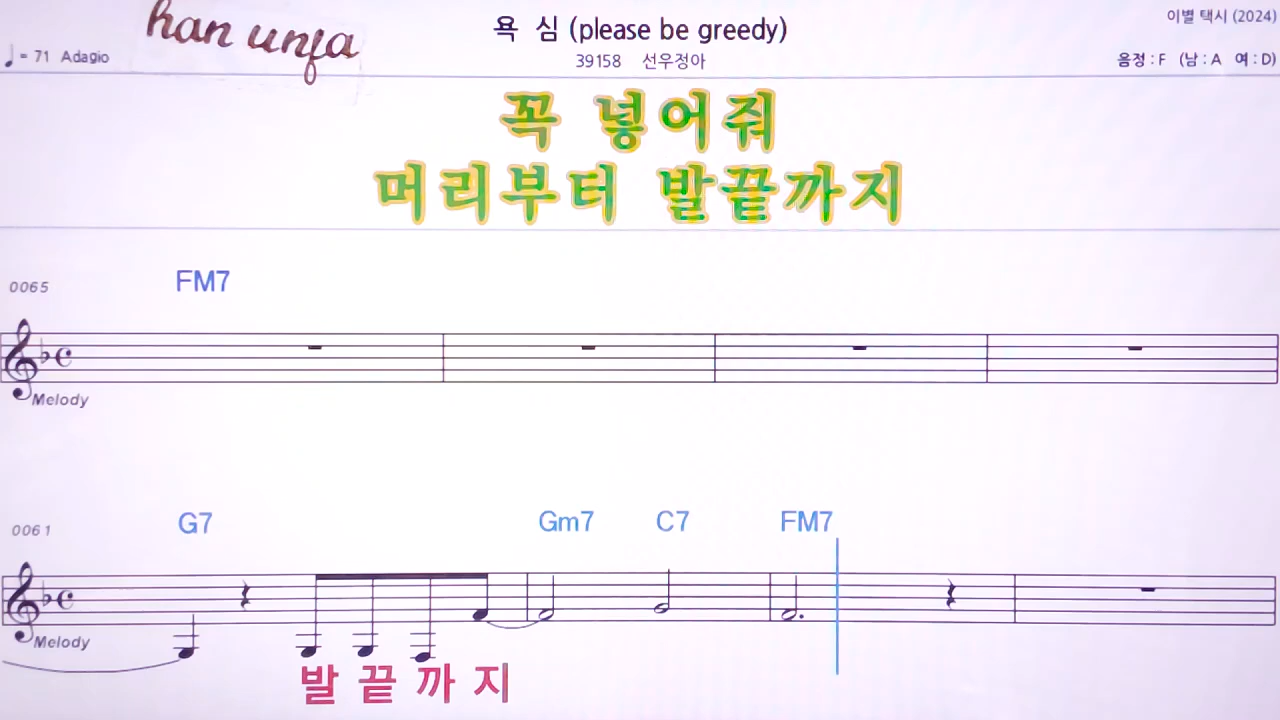 han unja
욕 심 (please be greedy)
이별 택시 (2024)
♩= 71 Adagio
39158 선우정아
음정 : F (남 : A 여 : D)
꼭 넣어줘
머리부터 발끝까지
0065 FM7
Melody
0061 G7 Gm7 C7 FM7
Melody
발 끝 까 지